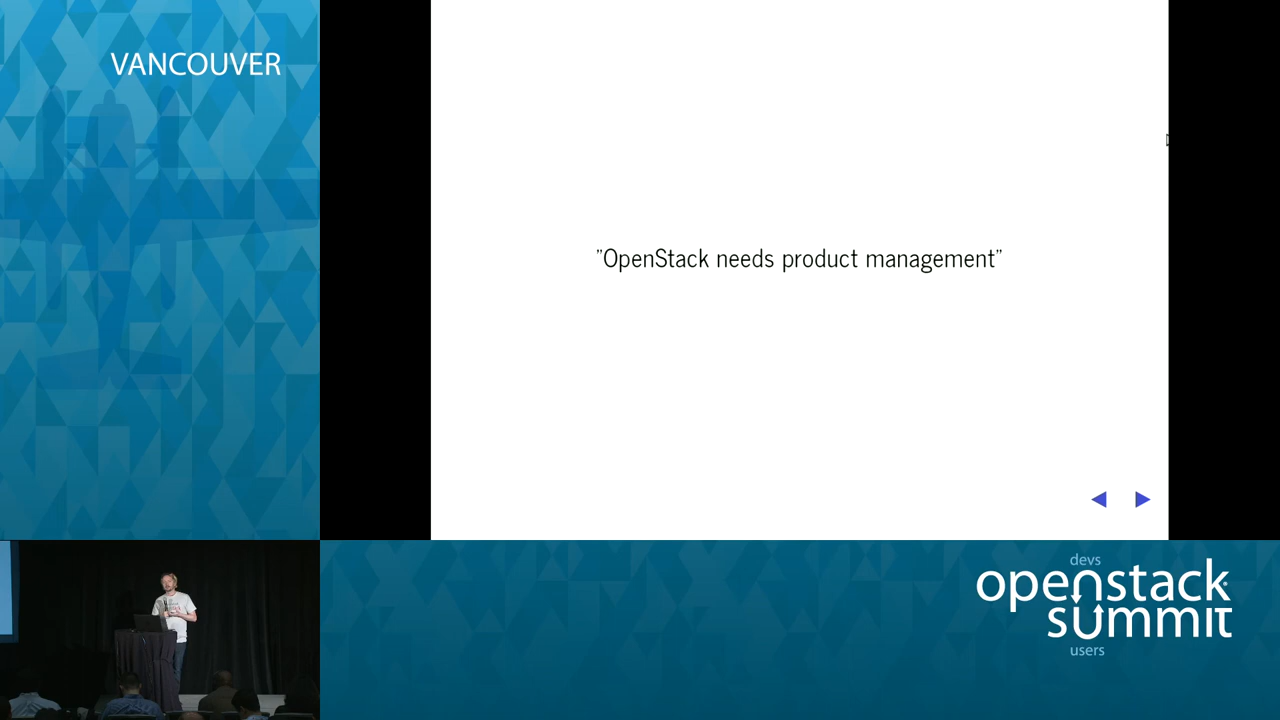 VANCOUVER
"OpenStack needs product management"
devs
openstack
summit
users